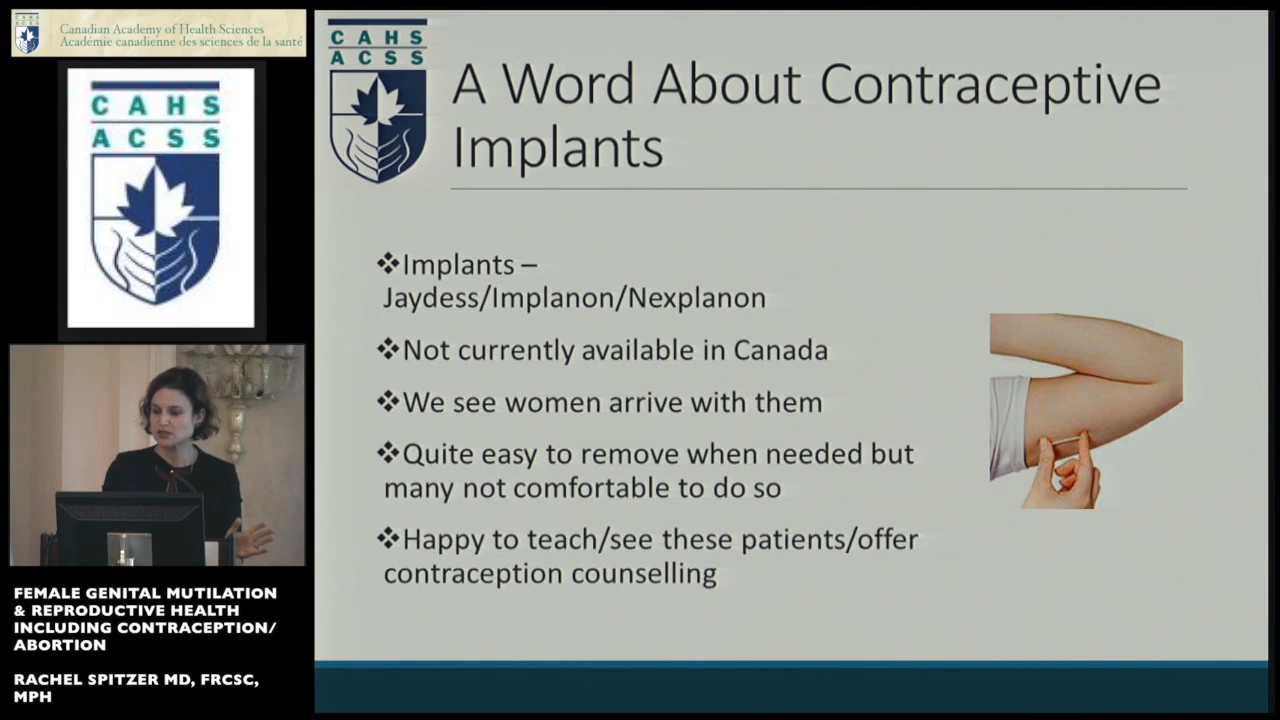 Canadian Academy of Health Sciences
Académie canadienne des sciences de la santé
CAHS
ACSS
CAHS
ACSS
A Word About Contraceptive
Implants
❖Implants –
Jaydess/Implanon/Nexplanon
❖Not currently available in Canada
❖We see women arrive with them
❖Quite easy to remove when needed but
many not comfortable to do so
❖Happy to teach/see these patients/offer
contraception counselling
FEMALE GENITAL MUTILATION
& REPRODUCTIVE HEALTH
INCLUDING CONTRACEPTION/
ABORTION
RACHEL SPITZER MD, FRCSC,
MPH